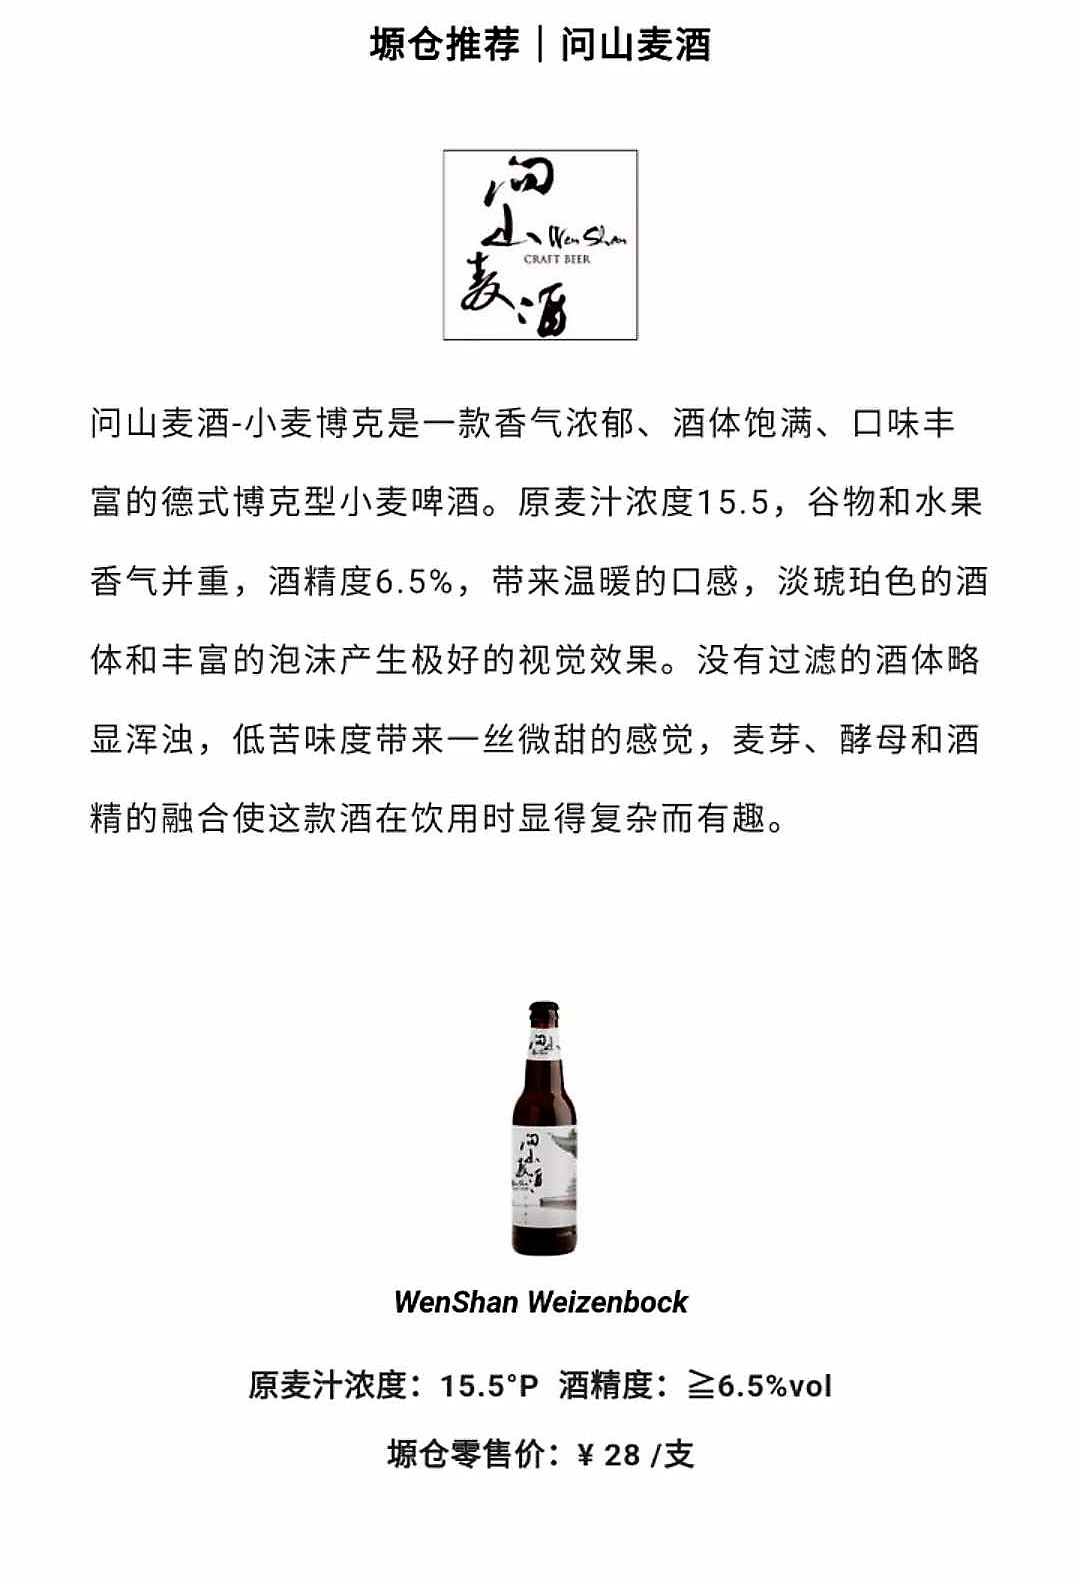 塬仓推荐｜问山麦酒
问
山 Wen Shan
CRAFT BEER
麦酒
问山麦酒-小麦博克是一款香气浓郁、酒体饱满、口味丰
富的德式博克型小麦啤酒。原麦汁浓度15.5，谷物和水果
香气并重，酒精度6.5%，带来温暖的口感，淡琥珀色的酒
体和丰富的泡沫产生极好的视觉效果。没有过滤的酒体略
显浑浊，低苦味度带来一丝微甜的感觉，麦芽、酵母和酒
精的融合使这款酒在饮用时显得复杂而有趣。
问山
问
山
麦酒
WenShan Weizenbock
原麦汁浓度：15.5°P 酒精度：≧6.5%vol
塬仓零售价：¥ 28 /支